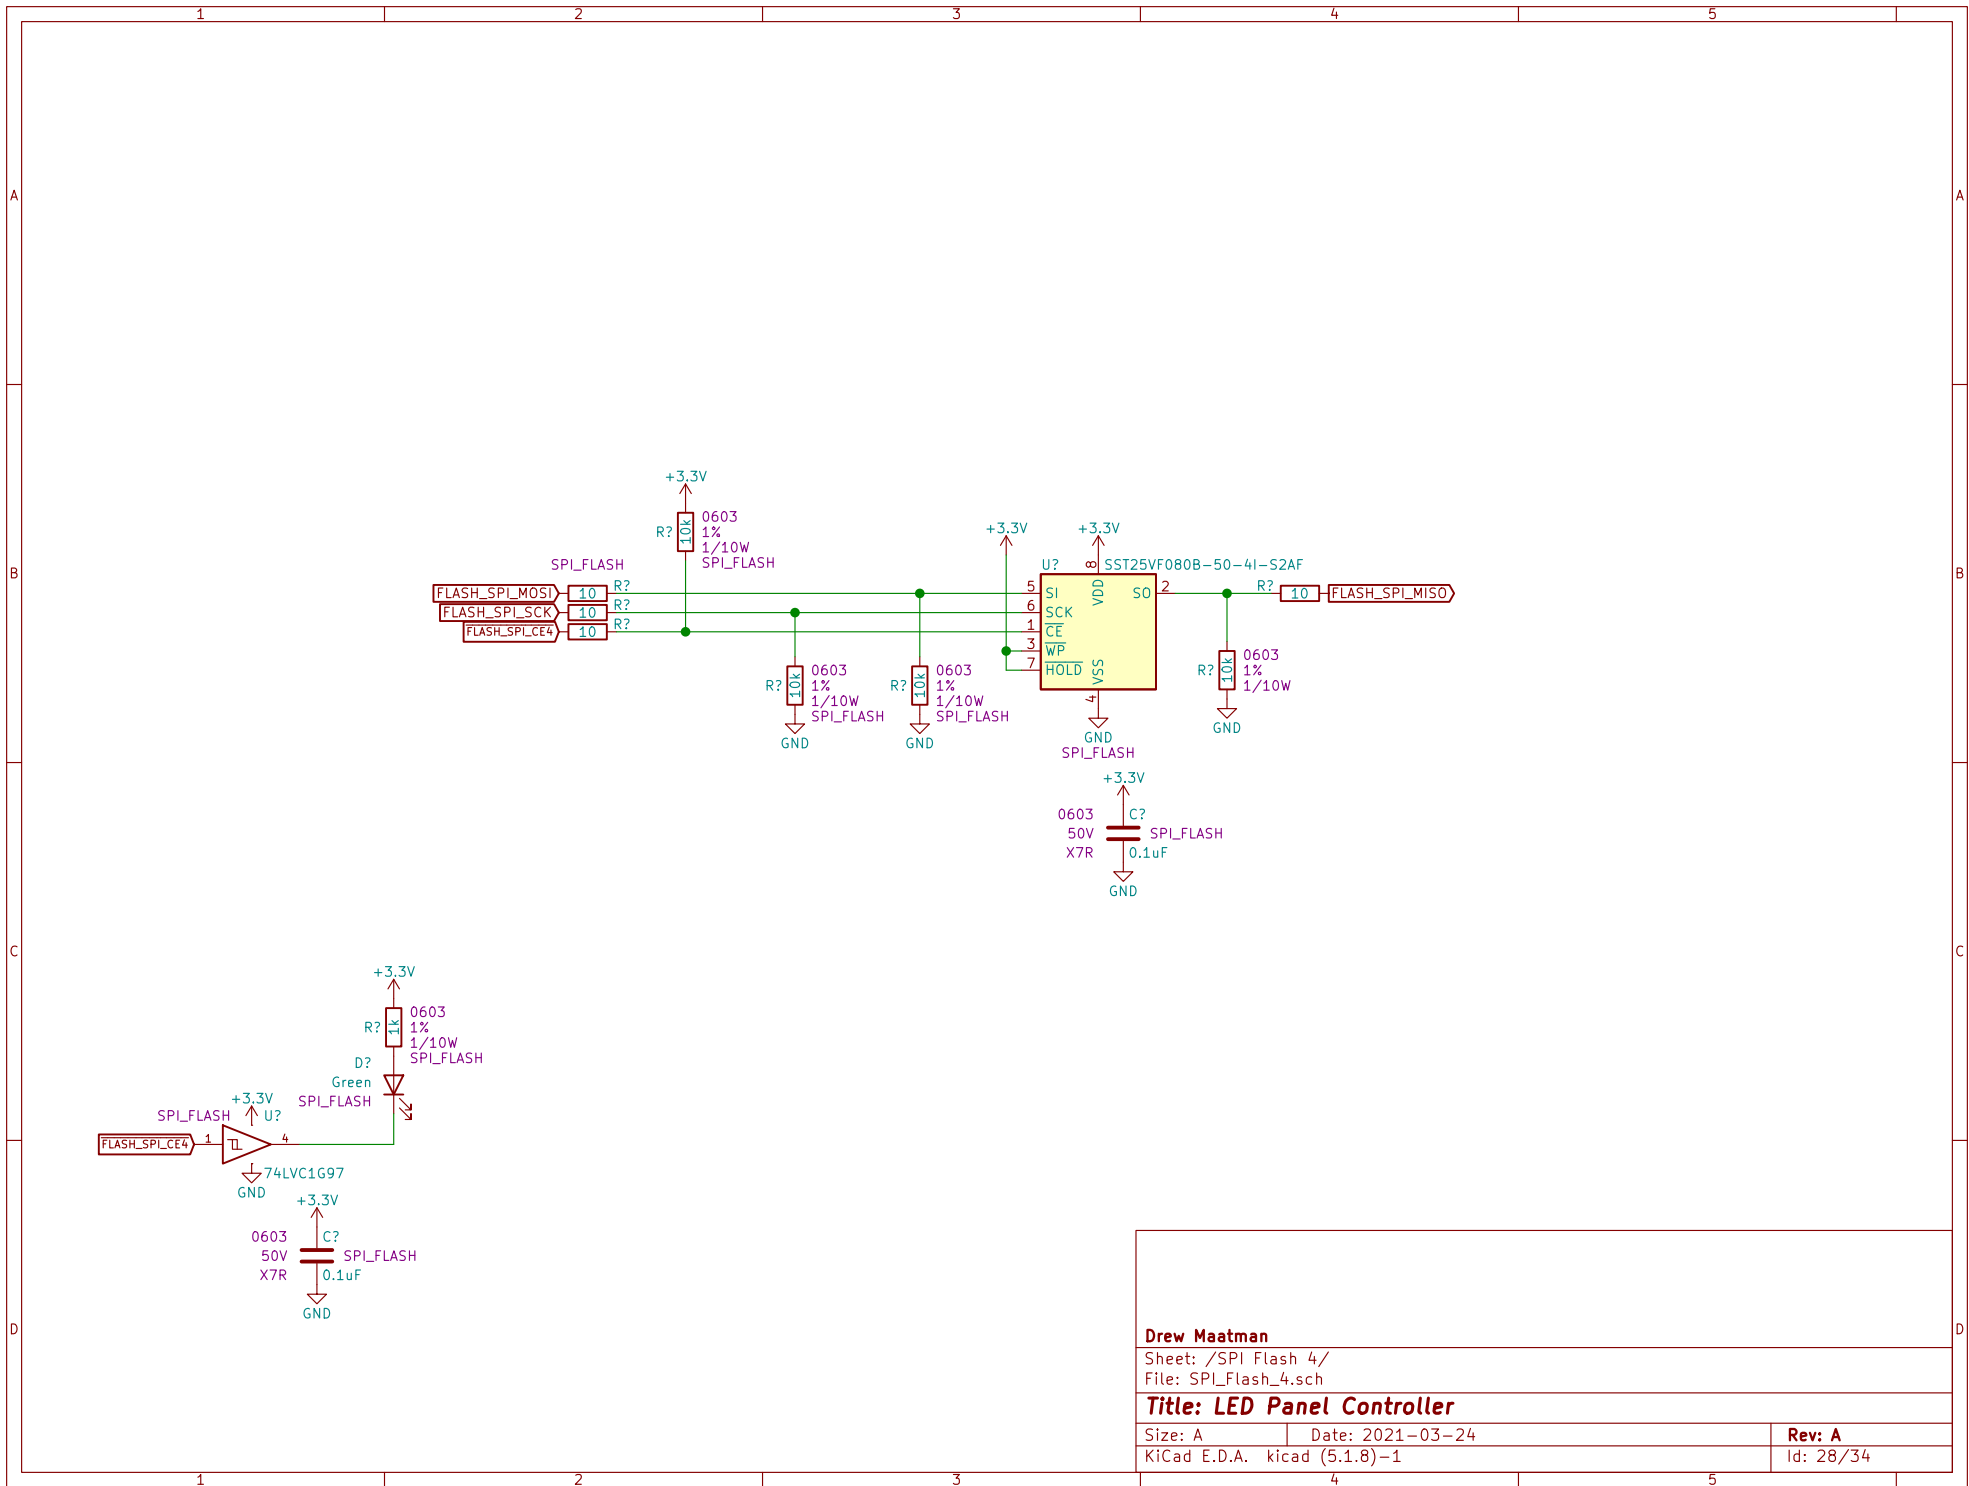 1 2 3 4 5
A A
B B
C C
D D
+3.3V
R? 10k
0603
1%
1/10W
SPI_FLASH
SPI_FLASH
FLASH_SPI_MOSI 10 R?
FLASH_SPI_SCK 10 R?
FLASH_SPI_CE4 10 R?
R? 10k
0603
1%
1/10W
SPI_FLASH
GND
R? 10k
0603
1%
1/10W
SPI_FLASH
GND
+3.3V +3.3V
U? 8 SST25VF080B-50-4I-S2AF
5 SI VDD SO 2
6 SCK
1 CE
3 WP
7 HOLD VSS
4
GND
SPI_FLASH
R? 10 FLASH_SPI_MISO
R? 10k
0603
1%
1/10W
GND
+3.3V
0603 C?
50V SPI_FLASH
X7R 0.1uF
GND
+3.3V
R? 1k
0603
1%
1/10W
SPI_FLASH
D?
Green
SPI_FLASH
+3.3V
SPI_FLASH U?
FLASH_SPI_CE4 1 4
74LVC1G97
GND
+3.3V
0603 C?
50V SPI_FLASH
X7R 0.1uF
GND
Drew Maatman
Sheet: /SPI Flash 4/
File: SPI_Flash_4.sch
Title: LED Panel Controller
Size: A Date: 2021-03-24 Rev: A
KiCad E.D.A. kicad (5.1.8)-1 Id: 28/34
1 2 3 4 5